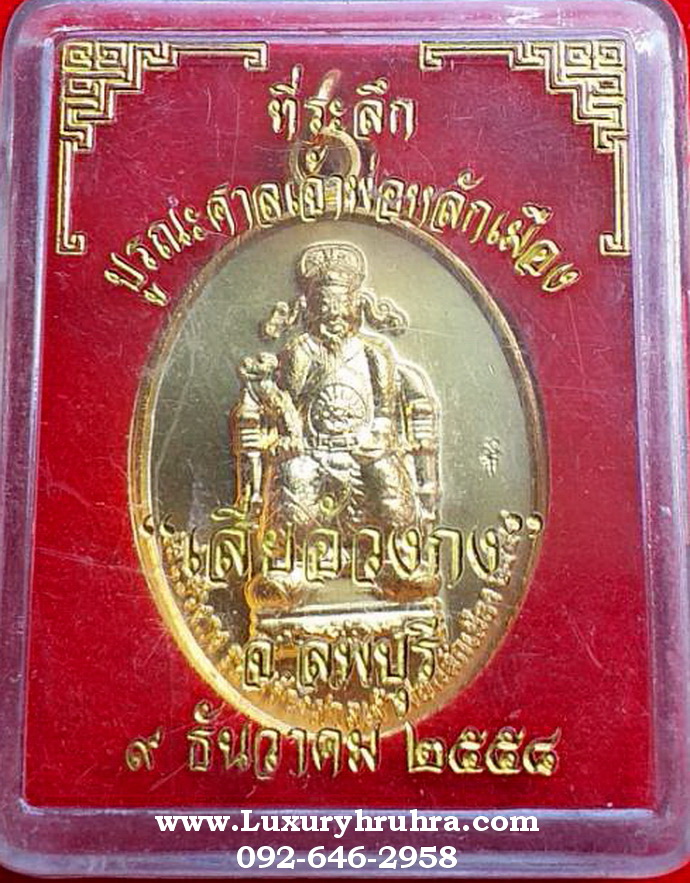 ที่ระลึก
บูรณะศาลเจ้าพ่อหลักเมือง
"เสี่ยอ้วงกง"
จ.ลพบุรี
๙ ธันวาคม ๒๕๕๔
www.Luxuryhruhra.com
092-646-2958